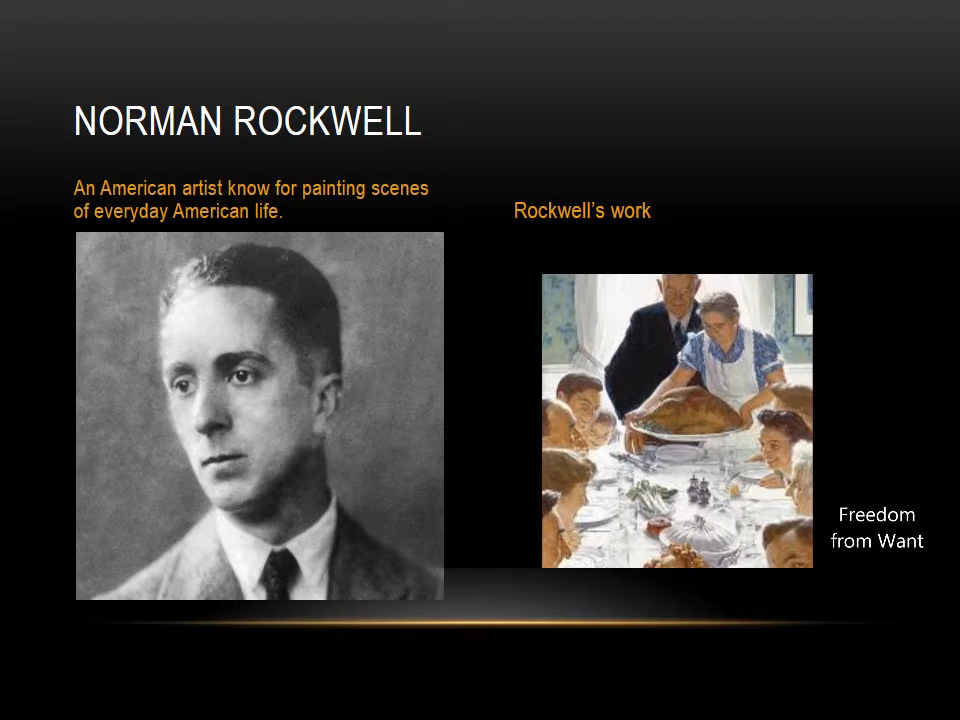 NORMAN ROCKWELL
An American artist know for painting scenes
of everyday American life.
Rockwell’s work
Freedom
from Want